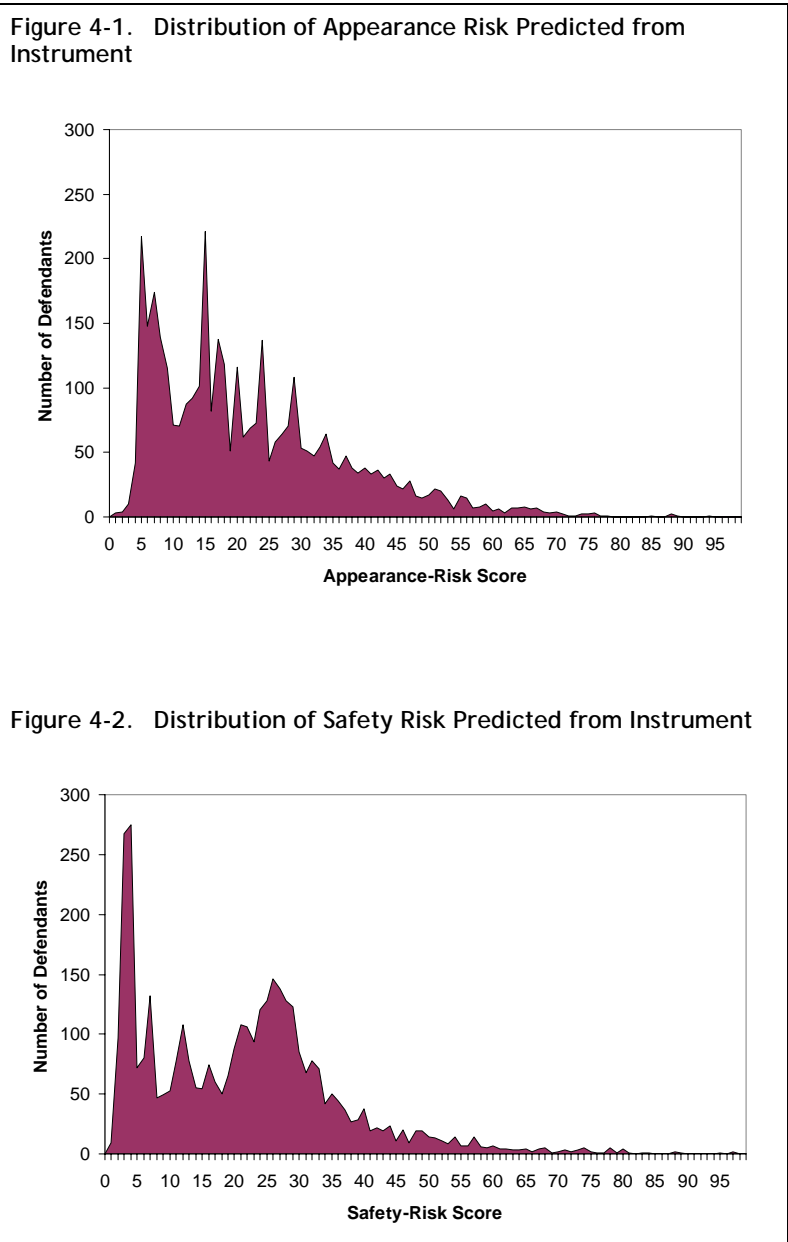 Figure 4-1. Distribution of Appearance Risk Predicted from
Instrument
300
250
200
150
100
50
0
Number of Defendants
0 5 10 15 20 25 30 35 40 45 50 55 60 65 70 75 80 85 90 95
Appearance-Risk Score
Figure 4-2. Distribution of Safety Risk Predicted from Instrument
300
250
200
150
100
50
0
Number of Defendants
0 5 10 15 20 25 30 35 40 45 50 55 60 65 70 75 80 85 90 95
Safety-Risk Score